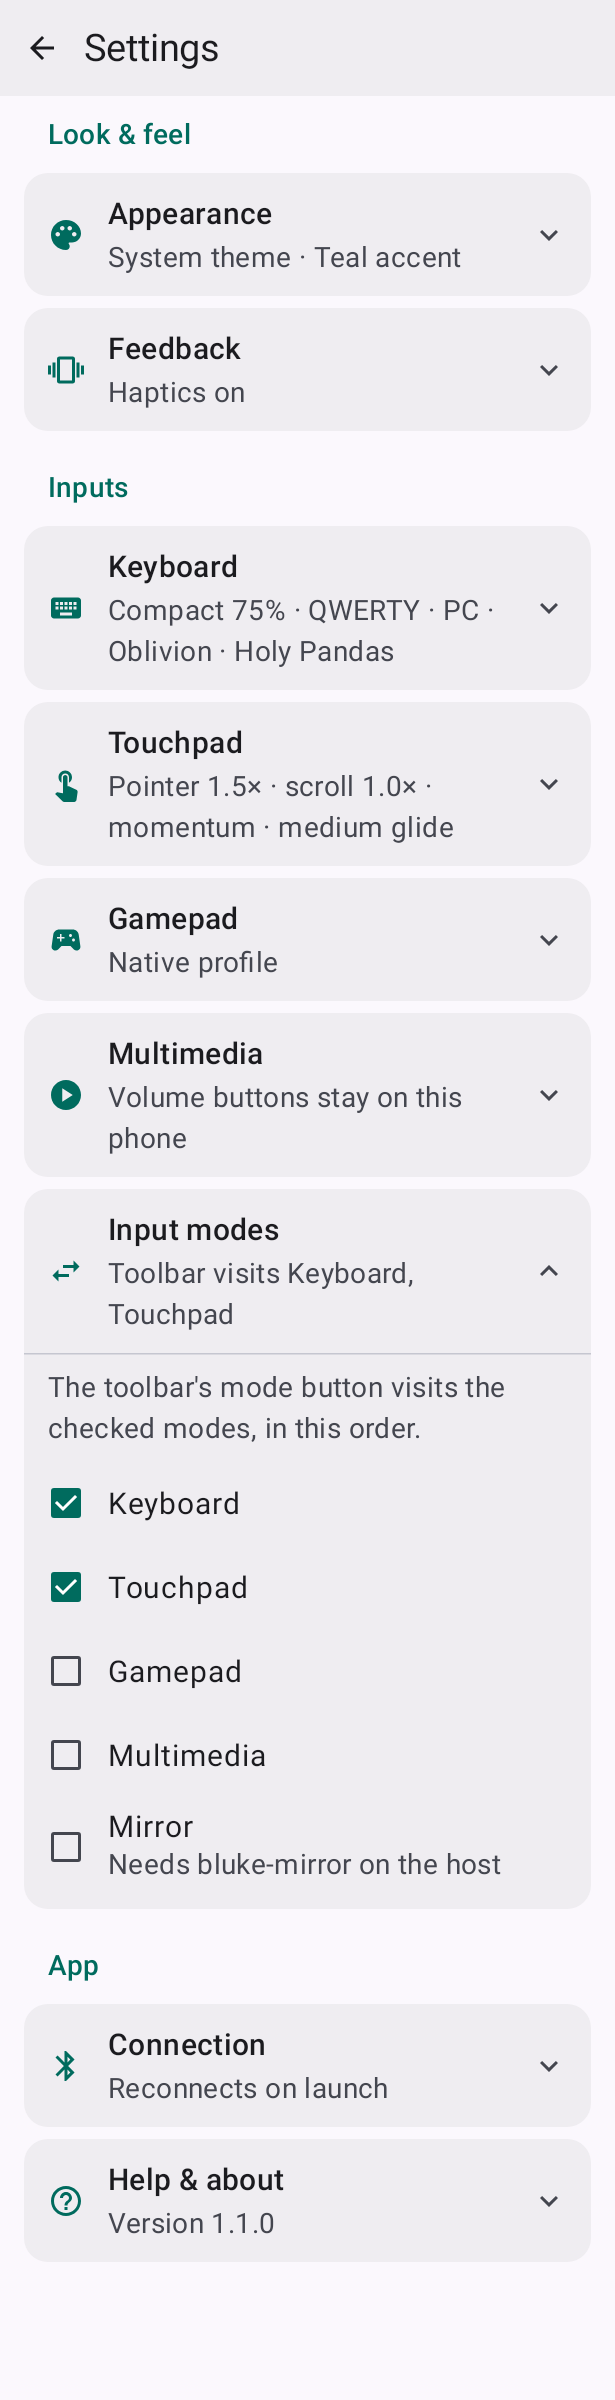 Settings
Look & feel
Appearance
System theme · Teal accent
Feedback
Haptics on
Inputs
Keyboard
Compact 75% · QWERTY · PC ·
Oblivion · Holy Pandas
Touchpad
Pointer 1.5× · scroll 1.0× ·
momentum · medium glide
Gamepad
Native profile
Multimedia
Volume buttons stay on this
phone
Input modes
Toolbar visits Keyboard,
Touchpad
The toolbar's mode button visits the
checked modes, in this order.
Keyboard
Touchpad
Gamepad
Multimedia
Mirror
Needs bluke-mirror on the host
App
Connection
Reconnects on launch
Help & about
Version 1.1.0